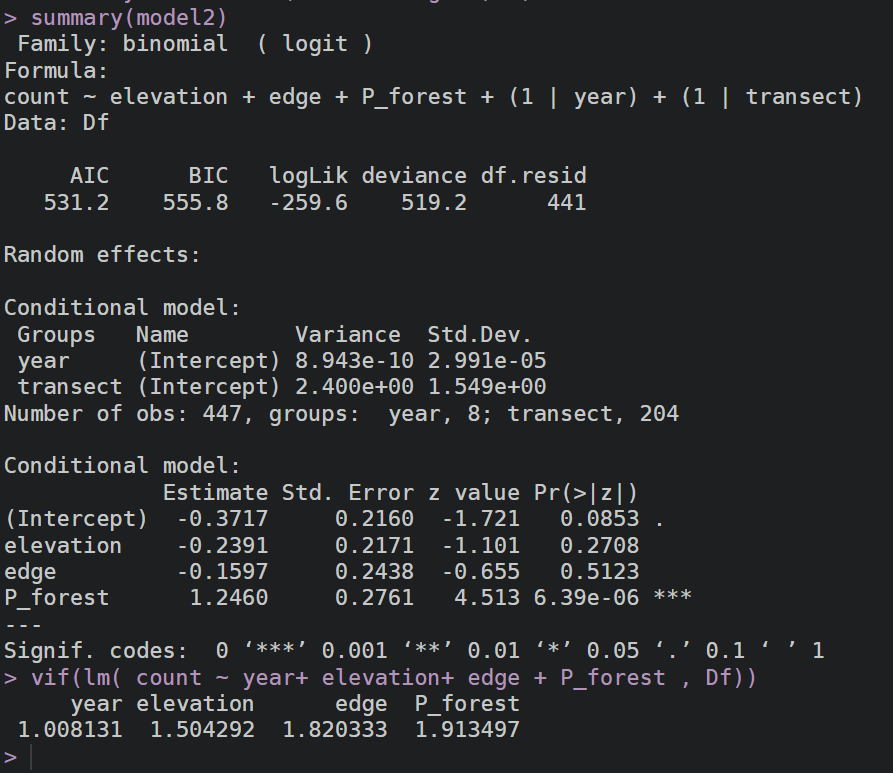 > summary(model2)
 Family: binomial  ( logit )
Formula:
count ~ elevation + edge + P_forest + (1 | year) + (1 | transect)
Data: Df

     AIC      BIC   logLik deviance df.resid
   531.2    555.8   -259.6    519.2      441

Random effects:

Conditional model:
 Groups   Name        Variance  Std.Dev.
 year     (Intercept) 8.943e-10 2.991e-05
 transect (Intercept) 2.400e+00 1.549e+00
Number of obs: 447, groups:  year, 8; transect, 204

Conditional model:
            Estimate Std. Error z value Pr(>|z|)
(Intercept)  -0.3717     0.2160  -1.721   0.0853 .
elevation    -0.2391     0.2171  -1.101   0.2708
edge         -0.1597     0.2438  -0.655   0.5123
P_forest      1.2460     0.2761   4.513 6.39e-06 ***
---
Signif. codes:  0 ‘***’ 0.001 ‘**’ 0.01 ‘*’ 0.05 ‘.’ 0.1 ‘ ’ 1
> vif(lm( count ~ year+ elevation+ edge + P_forest , Df))
     year elevation      edge  P_forest
 1.008131  1.504292  1.820333  1.913497
>